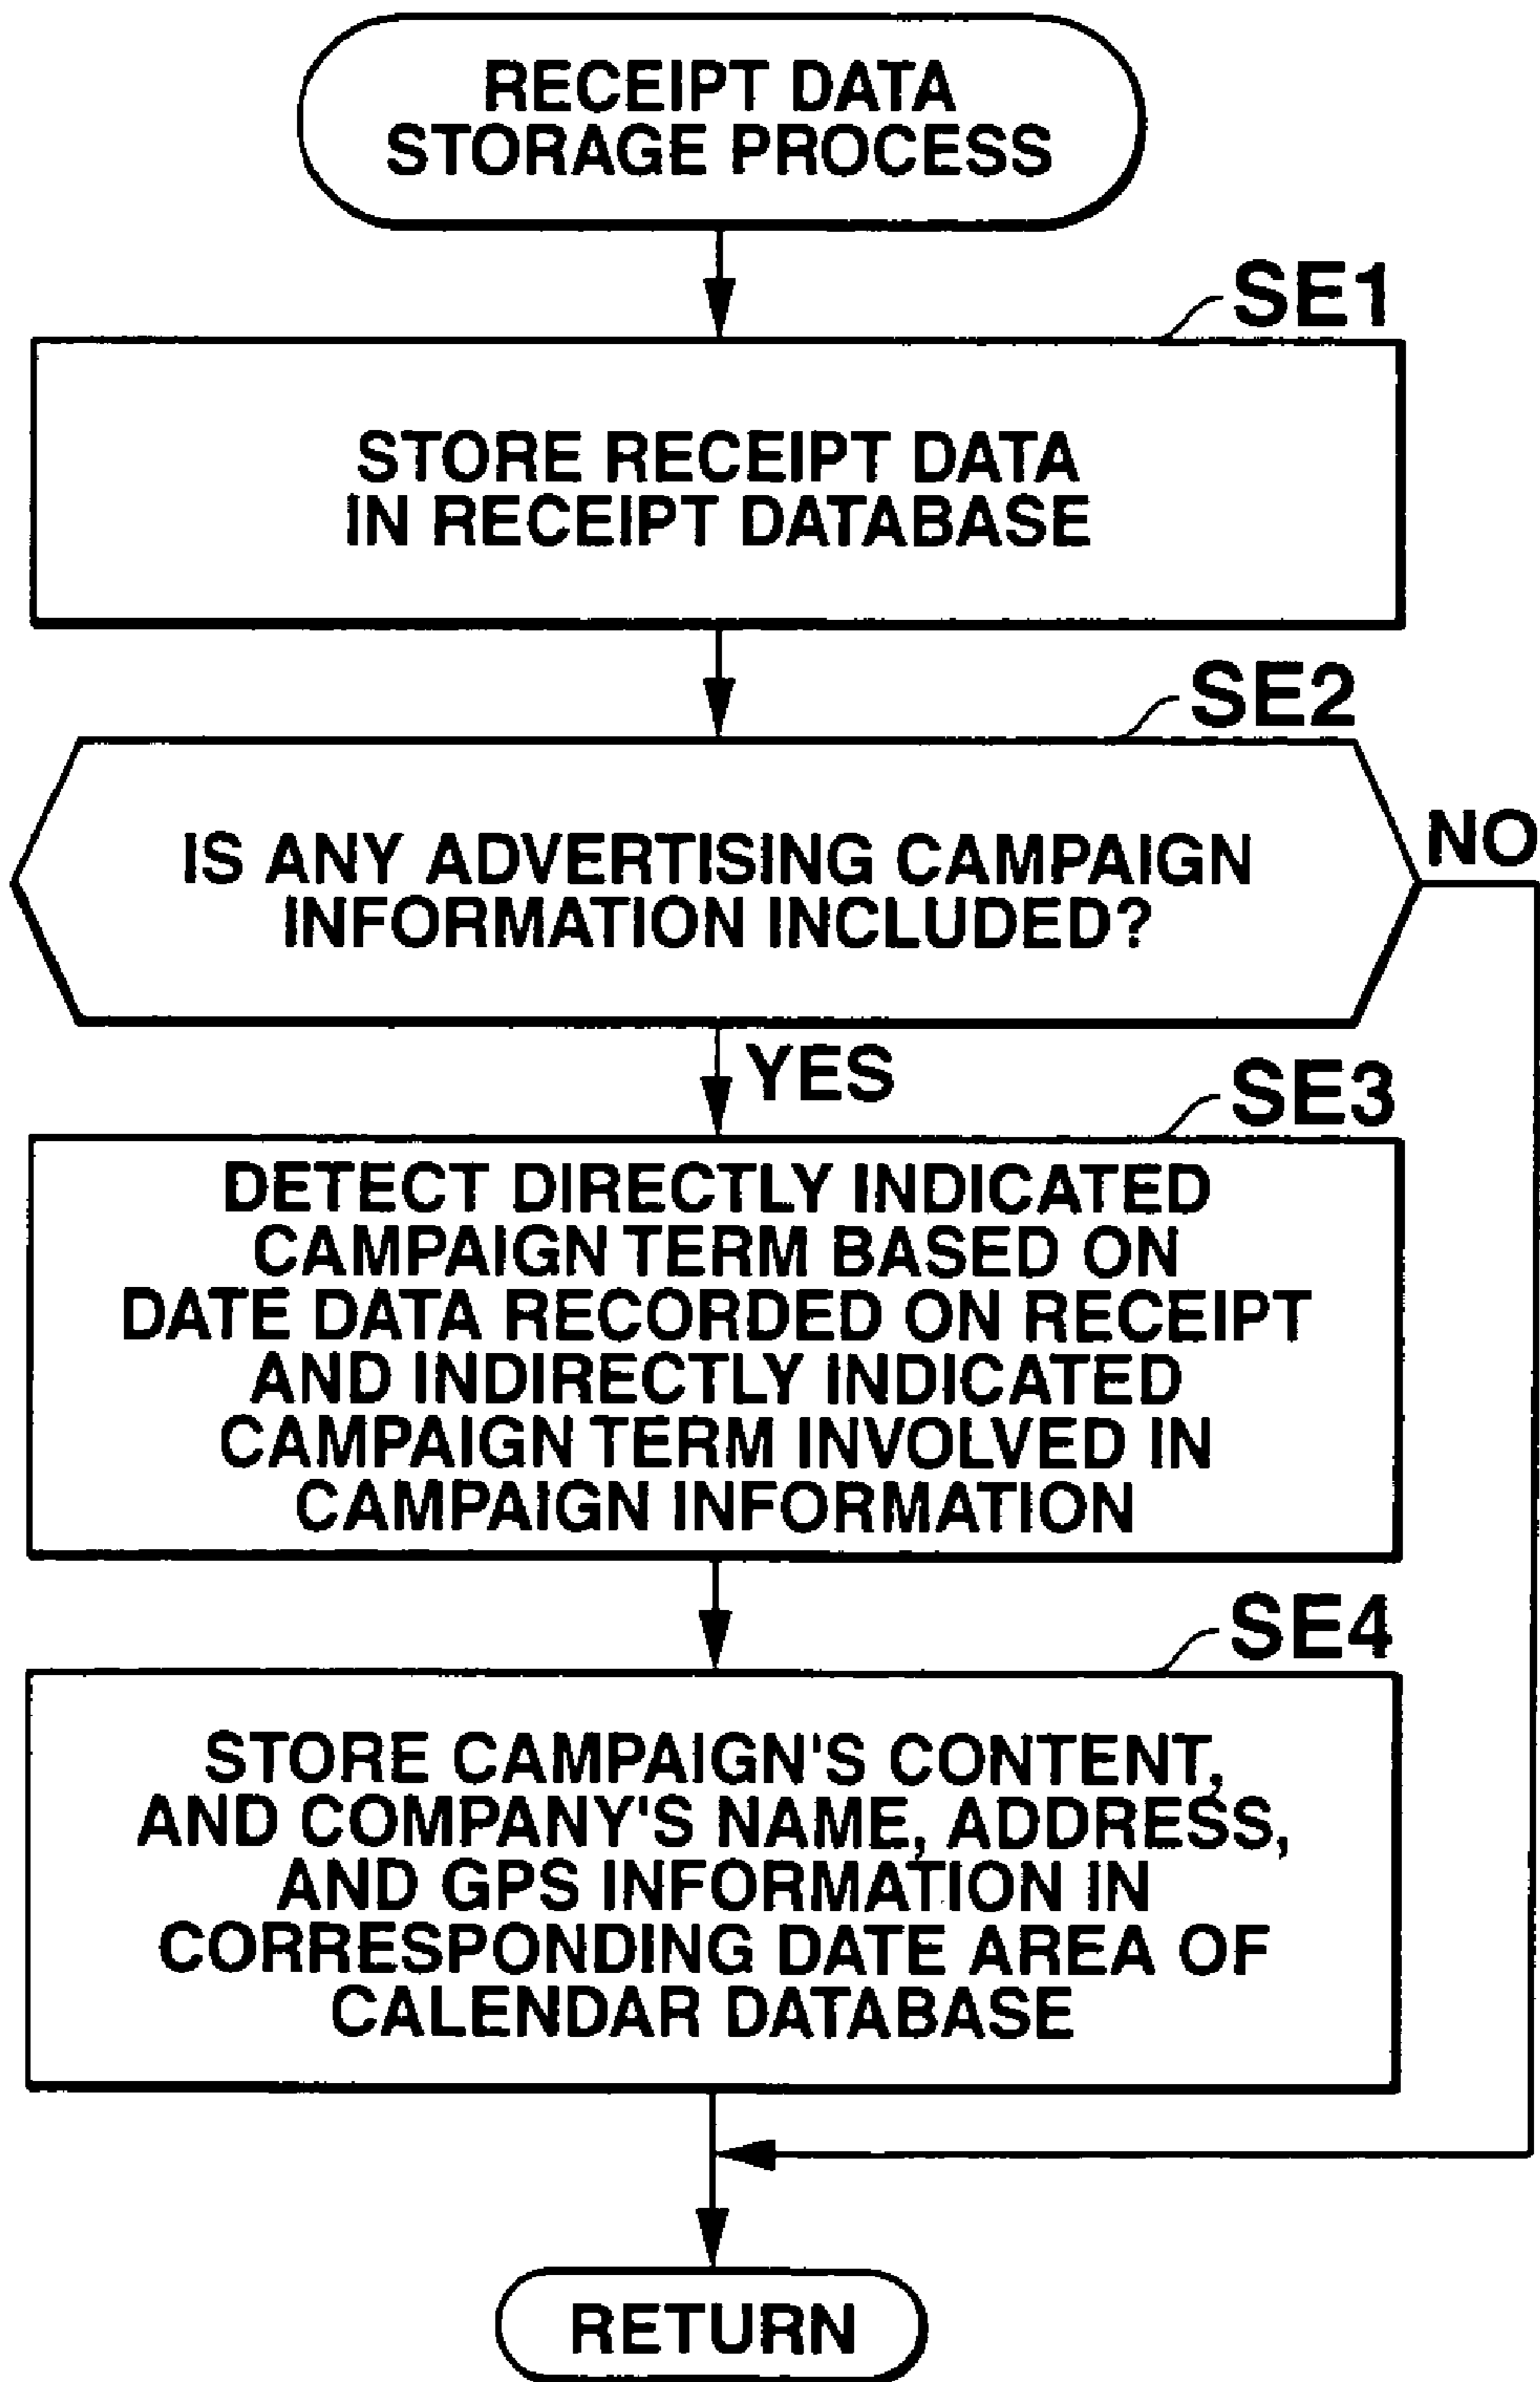 RECEIPT DATA
STORAGE PROCESS
SE1
STORE RECEIPT DATA
IN RECEIPT DATABASE
SE2
IS ANY ADVERTISING CAMPAIGN
INFORMATION INCLUDED?
NO
YES
SE3
DETECT DIRECTLY INDICATED
CAMPAIGN TERM BASED ON
DATE DATA RECORDED ON RECEIPT
AND INDIRECTLY INDICATED
CAMPAIGN TERM INVOLVED IN
CAMPAIGN INFORMATION
SE4
STORE CAMPAIGN'S CONTENT,
AND COMPANY'S NAME, ADDRESS,
AND GPS INFORMATION IN
CORRESPONDING DATE AREA OF
CALENDAR DATABASE
RETURN